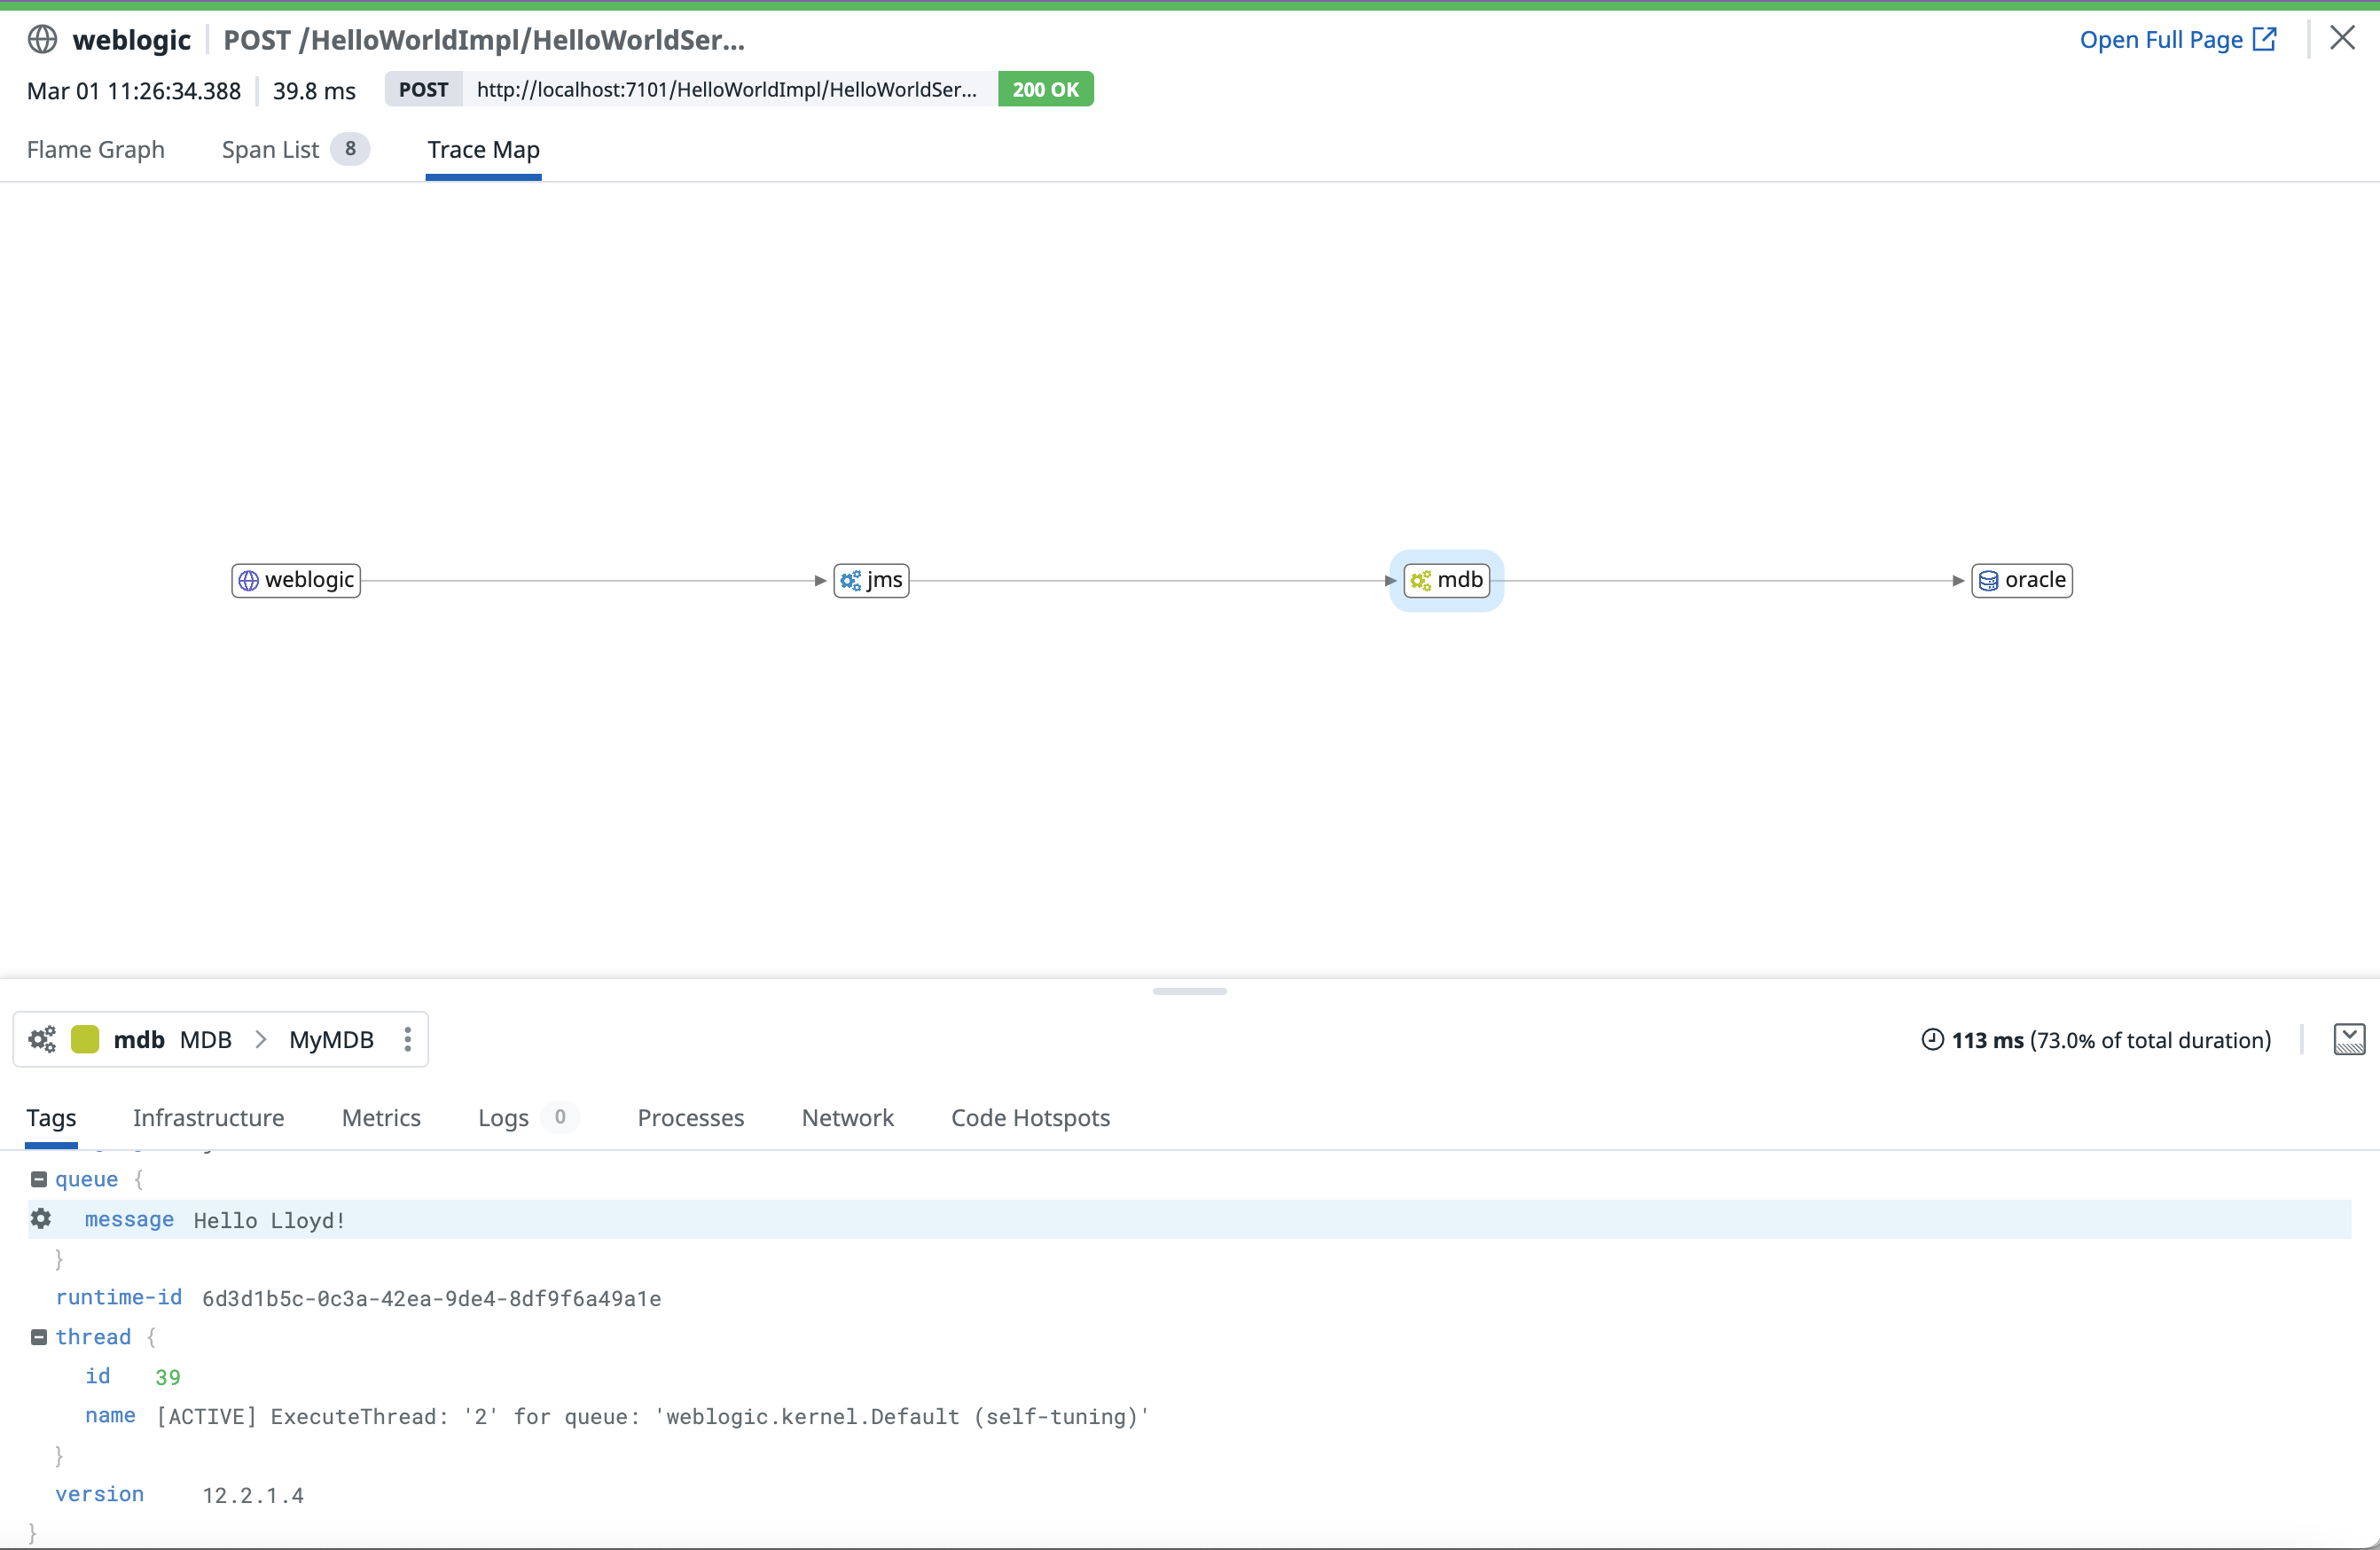 weblogic POST /HelloWorldImpl/HelloWorldSer... Open Full Page
Mar 01 11:26:34.388 39.8 ms POST http://localhost:7101/HelloWorldImpl/HelloWorldSer... 200 OK
Flame Graph Span List 8 Trace Map
weblogic jms mdb oracle
mdb MDB > MyMDB 113 ms (73.0% of total duration)
Tags Infrastructure Metrics Logs 0 Processes Network Code Hotspots
queue {
message Hello Lloyd!
}
runtime-id 6d3d1b5c-0c3a-42ea-9de4-8df9f6a49a1e
thread {
id 39
name [ACTIVE] ExecuteThread: '2' for queue: 'weblogic.kernel.Default (self-tuning)'
}
version 12.2.1.4
}